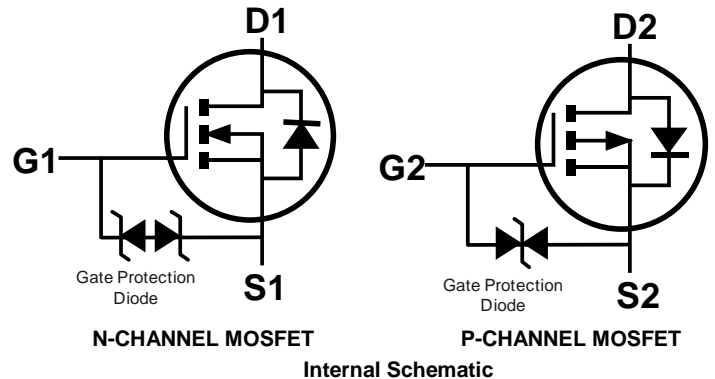 D1
D2
G1
G2
Gate Protection
Diode
S1
Gate Protection
Diode
S2
N-CHANNEL MOSFET
P-CHANNEL MOSFET
Internal Schematic